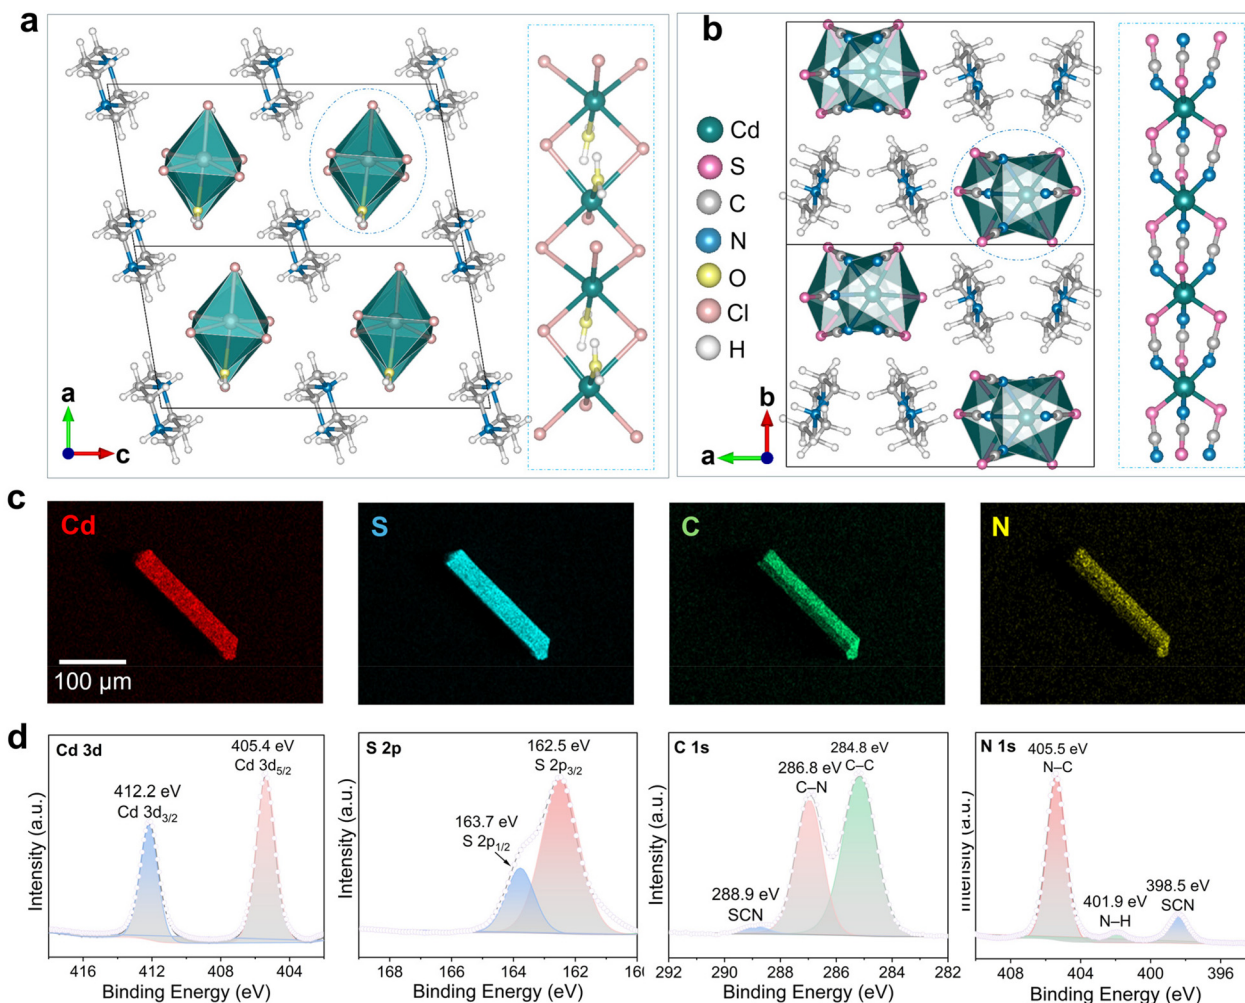 a
b
a
c
Cd
S
C
N
O
Cl
H
b
a
c
Cd
100 μm
S
C
N
d
Cd 3d
405.4 eV
Cd 3d5/2
412.2 eV
Cd 3d3/2
Intensity (a.u.)
416 412 408 404
Binding Energy (eV)
S 2p
162.5 eV
S 2p3/2
163.7 eV
S 2p1/2
Intensity (a.u.)
168 166 164 162 160
Binding Energy (eV)
C 1s
284.8 eV
C–C
286.8 eV
C–N
288.9 eV
SCN
Intensity (a.u.)
292 290 288 286 284 282
Binding Energy (eV)
N 1s
405.5 eV
N–C
401.9 eV
N–H
398.5 eV
SCN
Intensity (a.u.)
408 404 400 396
Binding Energy (eV)